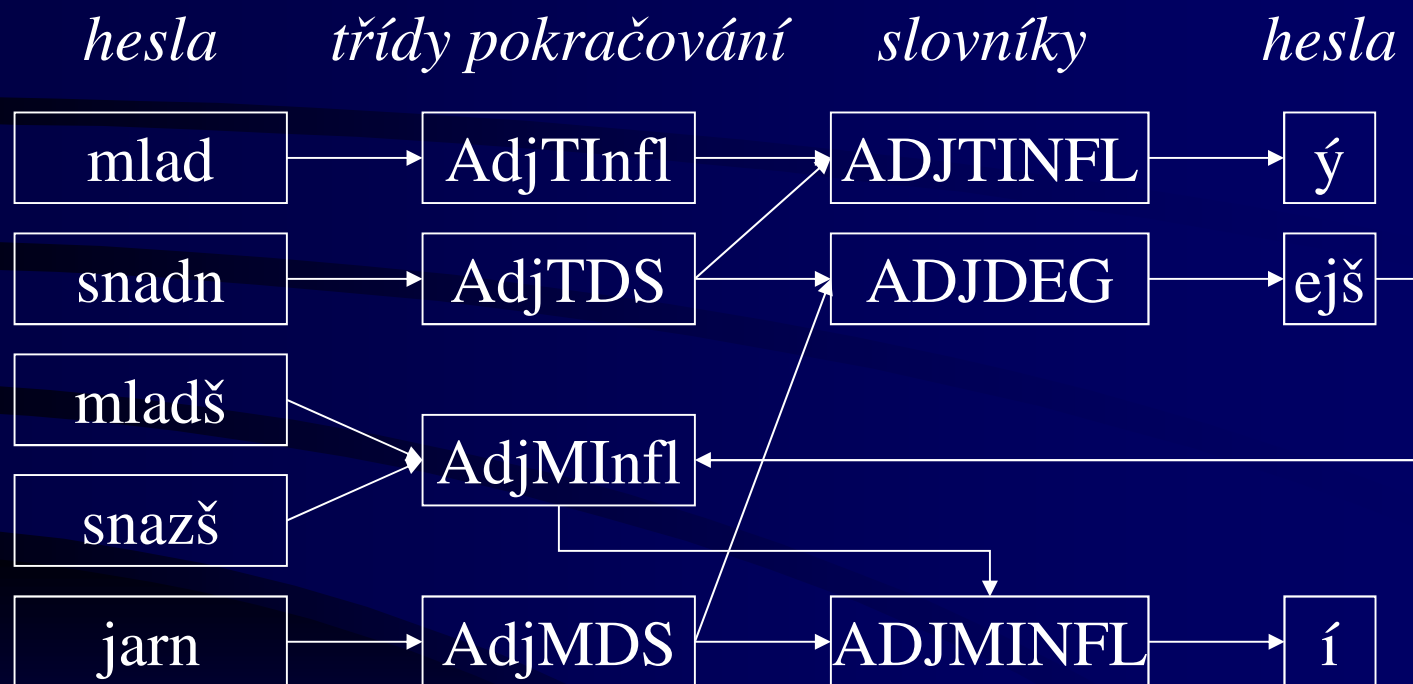 hesla třídy pokračování slovníky hesla
mlad AdjTInfl ADJTINFL ý
snadn AdjTDS ADJDEG ejš
mladš
AdjMInfl
snazš
jarn AdjMDS ADJMINFL í